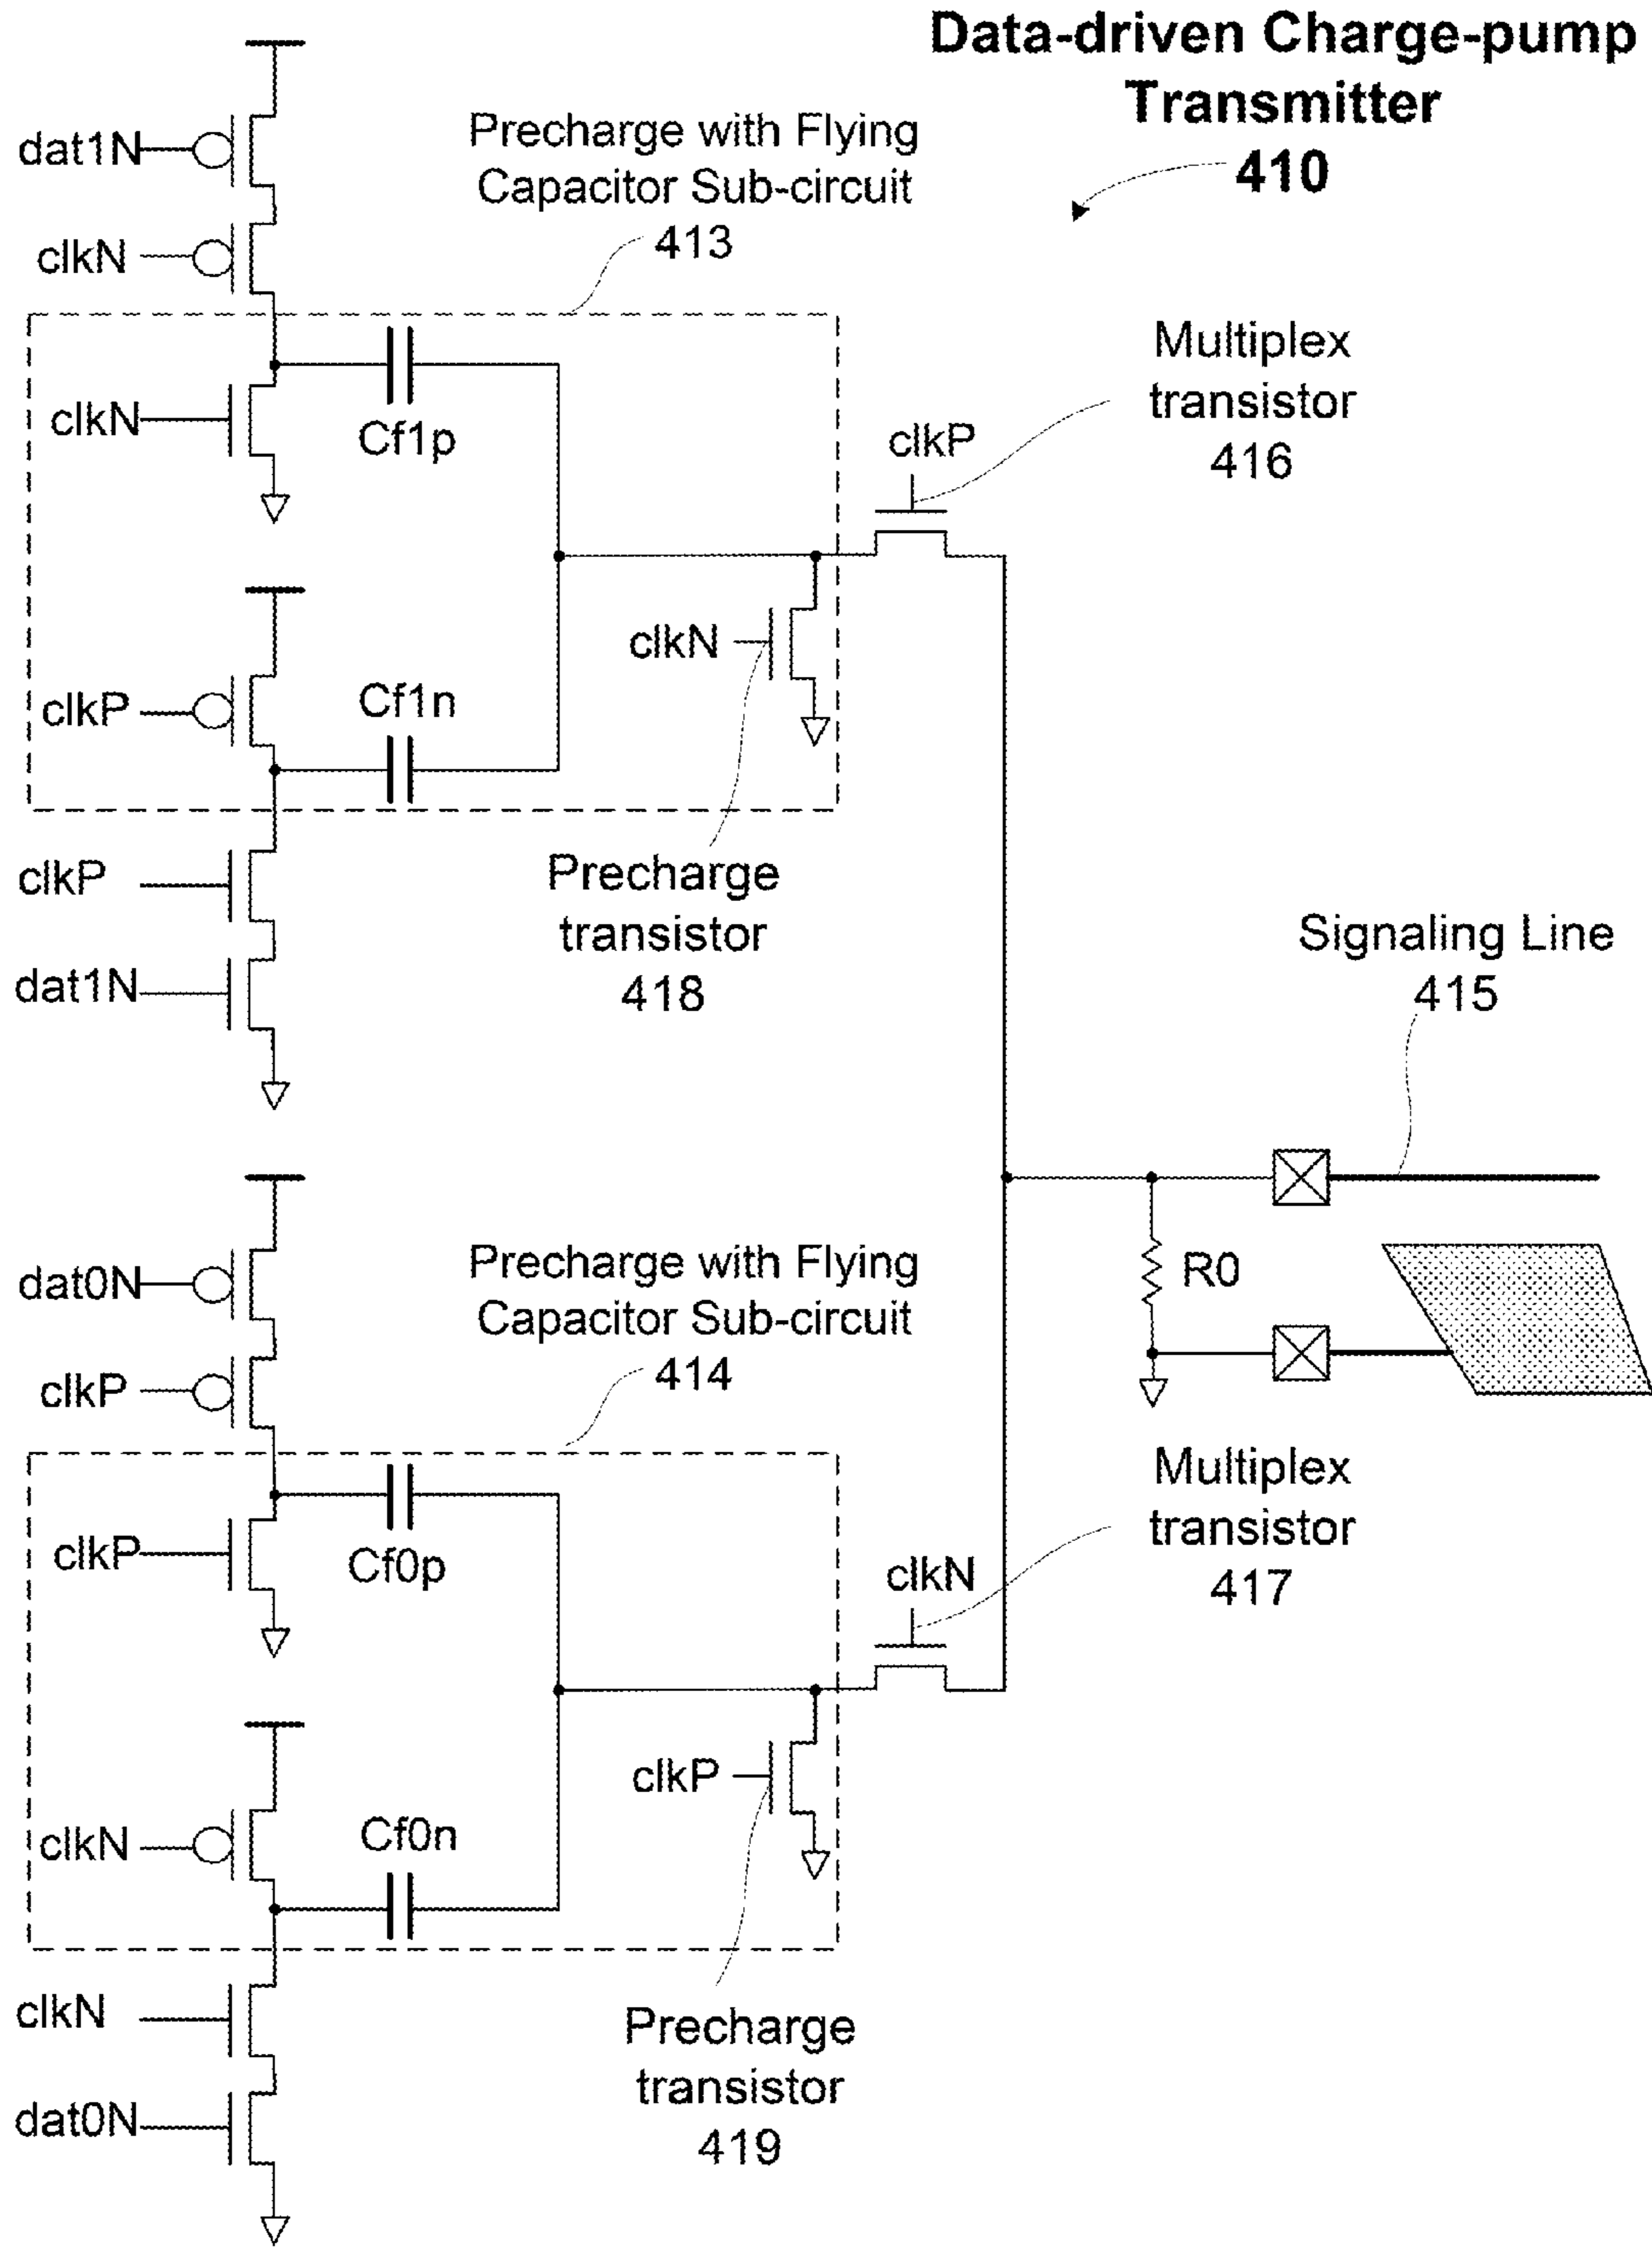 Data-driven Charge-pump
Transmitter
410
dat1N
Precharge with Flying
Capacitor Sub-circuit
413
clkN
Multiplex
transistor
416
clkN
Cf1p
clkP
clkN
clkP
Cf1n
clkP
Precharge
transistor
418
dat1N
Signaling Line
415
dat0N
Precharge with Flying
Capacitor Sub-circuit
414
R0
clkP
Multiplex
transistor
417
clkP
Cf0p
clkN
clkP
clkN
Cf0n
clkN
Precharge
transistor
419
dat0N